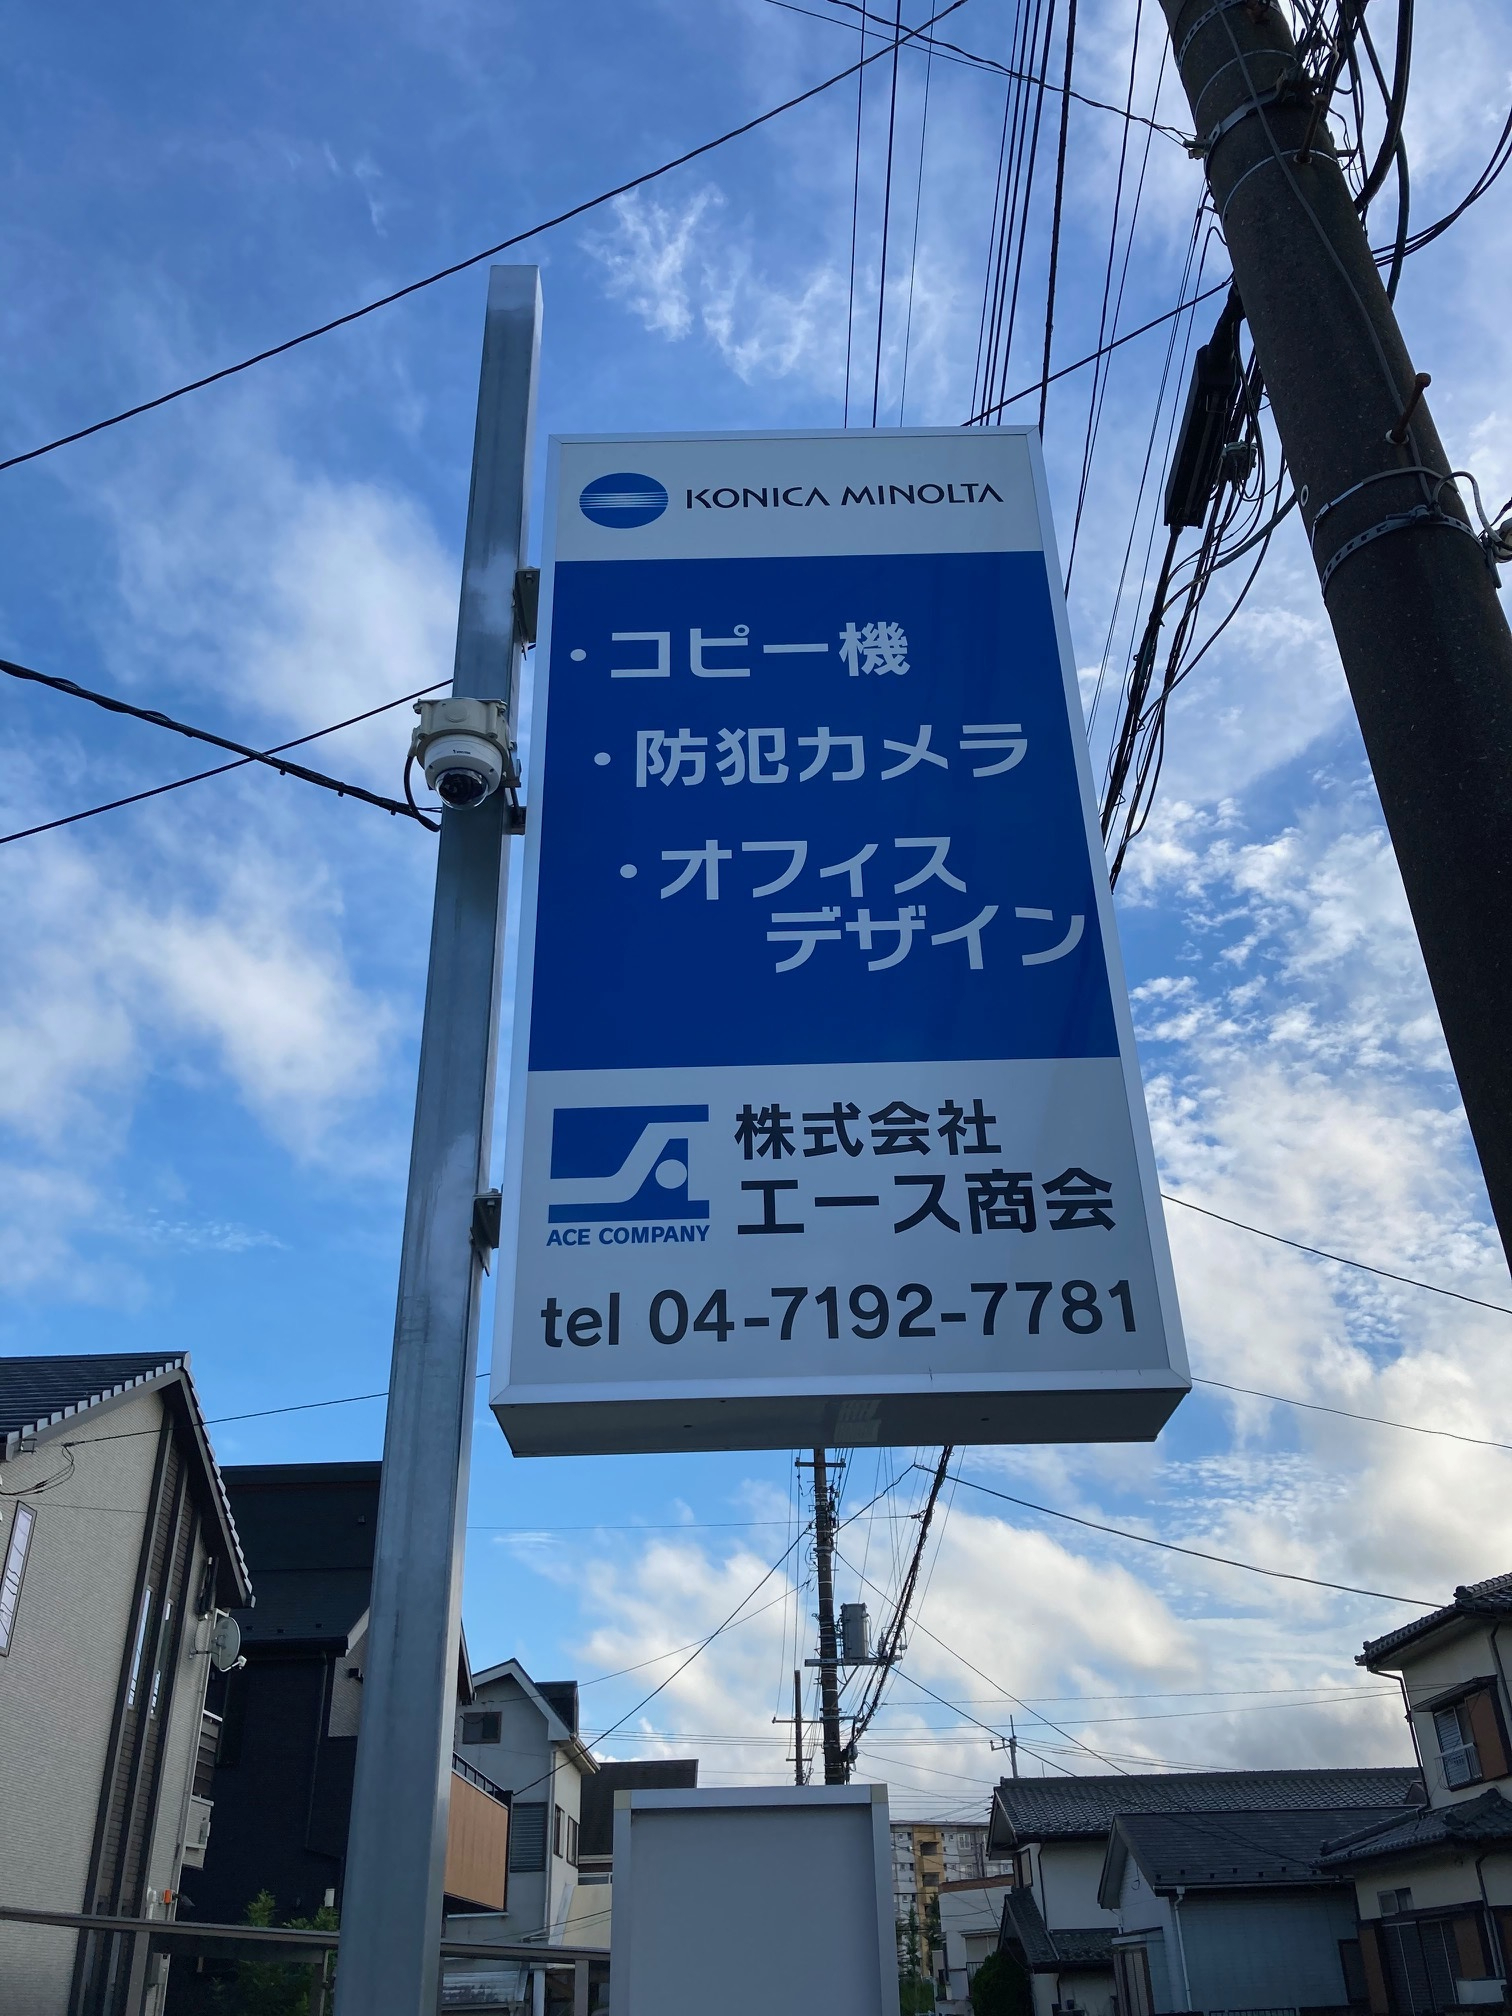 KONICA MINOLTA
・コピー機
・防犯カメラ
・オフィス
デザイン
株式会社
エース商会
ACE COMPANY
tel 04-7192-7781